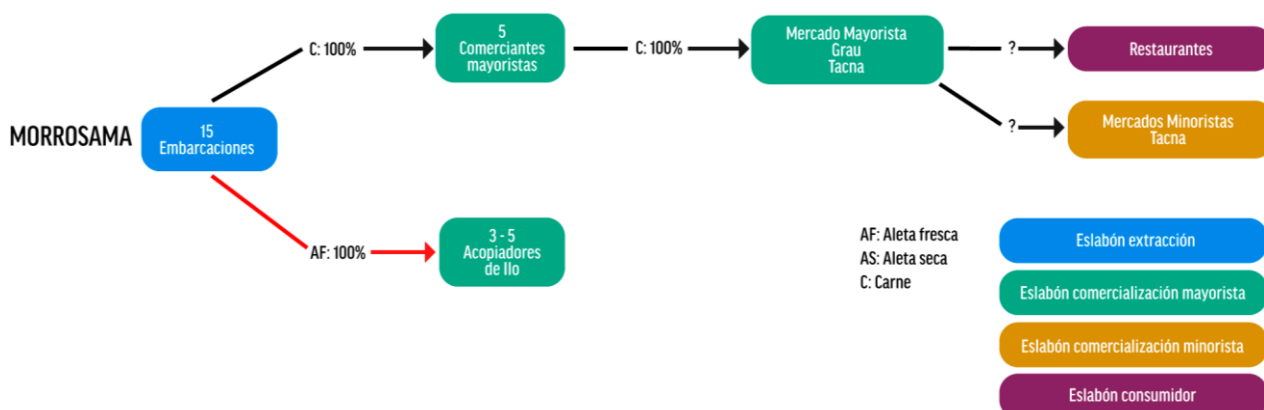 MORROSAMA
15
Embarcaciones
C: 100%
5
Comerciantes
mayoristas
C: 100%
Mercado Mayorista
Grau
Tacna
?
Restaurantes
?
Mercados Minoristas
Tacna
AF: 100%
3 - 5
Acopiadores
de Ilo
AF: Aleta fresca
AS: Aleta seca
C: Carne
Eslabón extracción
Eslabón comercialización mayorista
Eslabón comercialización minorista
Eslabón consumidor